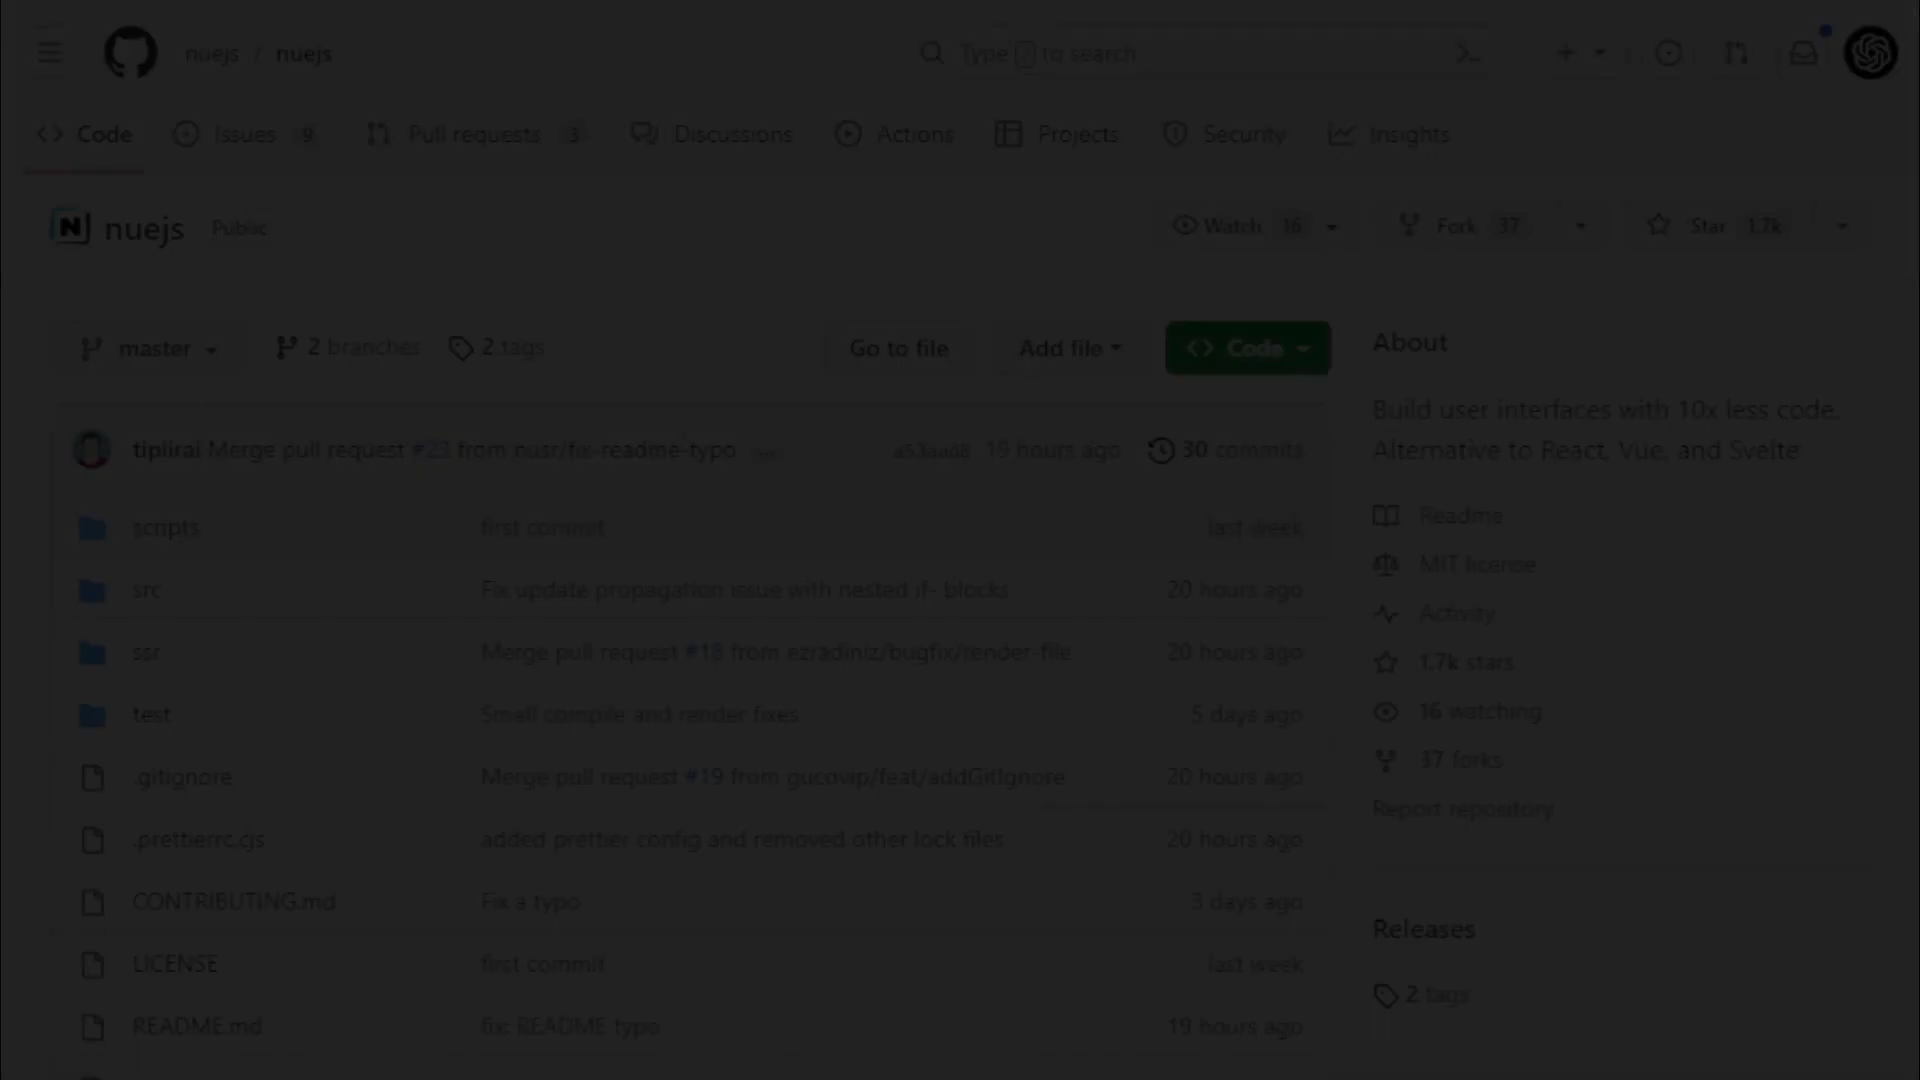 nuejs / nuejs
Type / to search
Code
Issues 9
Pull requests 3
Discussions
Actions
Projects
Security
Insights
nuejs Public
Watch 16
Fork 37
Star 1.7k
master
2 branches
2 tags
Go to file
Add file
Code
tipiirai Merge pull request #23 from nusr/fix-readme-typo ...
19 hours ago
30 commits
scripts first commit last week
src Fix update propagation issue with nested if- blocks 20 hours ago
ssr Merge pull request #18 from ezradiniz/bugfix/render-file 20 hours ago
test Small compile and render fixes 5 days ago
.gitignore Merge pull request #19 from gucovip/feat/addGitIgnore 20 hours ago
.prettierrc.cjs added prettier config and removed other lock files 20 hours ago
CONTRIBUTING.md Fix a typo 3 days ago
LICENSE first commit last week
README.md fix: README typo 19 hours ago
About
Build user interfaces with 10x less code.
Alternative to React, Vue, and Svelte
Readme
MIT license
Activity
1.7k stars
16 watching
37 forks
Report repository
Releases
2 tags